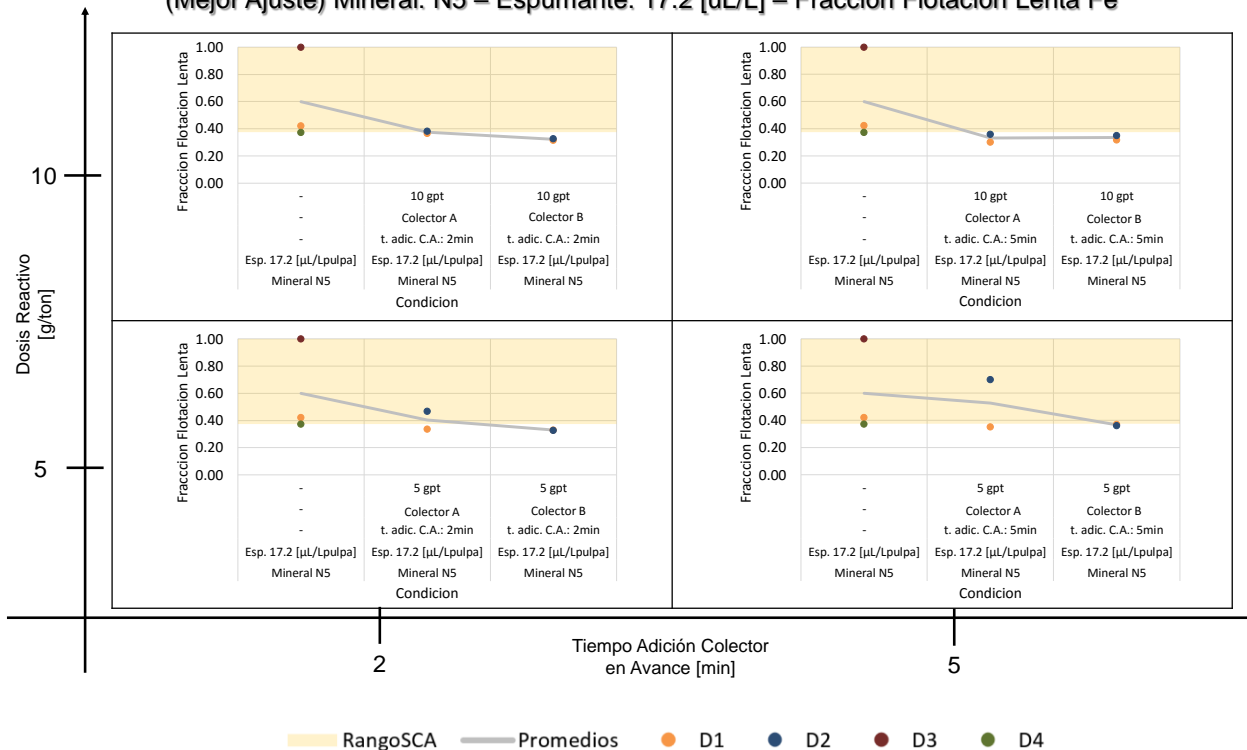 (Mejor Ajuste) Mineral: N5 – Espumante: 17.2 [uL/L] – Fracción Flotación Lenta Fe
Dosis Reactivo
[g/ton]
10
5
Fracccion Flotacion Lenta
1.00
0.80
0.60
0.40
0.20
0.00
- 10 gpt 10 gpt
- Colector A Colector B
- t. adic. C.A.: 2min t. adic. C.A.: 2min
Esp. 17.2 [µL/Lpulpa] Esp. 17.2 [µL/Lpulpa] Esp. 17.2 [µL/Lpulpa]
Mineral N5 Mineral N5 Mineral N5
Condicion
Fracccion Flotacion Lenta
1.00
0.80
0.60
0.40
0.20
0.00
- 10 gpt 10 gpt
- Colector A Colector B
- t. adic. C.A.: 5min t. adic. C.A.: 5min
Esp. 17.2 [µL/Lpulpa] Esp. 17.2 [µL/Lpulpa] Esp. 17.2 [µL/Lpulpa]
Mineral N5 Mineral N5 Mineral N5
Condicion
Fracccion Flotacion Lenta
1.00
0.80
0.60
0.40
0.20
0.00
- 5 gpt 5 gpt
- Colector A Colector B
- t. adic. C.A.: 2min t. adic. C.A.: 2min
Esp. 17.2 [µL/Lpulpa] Esp. 17.2 [µL/Lpulpa] Esp. 17.2 [µL/Lpulpa]
Mineral N5 Mineral N5 Mineral N5
Condicion
Fracccion Flotacion Lenta
1.00
0.80
0.60
0.40
0.20
0.00
- 5 gpt 5 gpt
- Colector A Colector B
- t. adic. C.A.: 5min t. adic. C.A.: 5min
Esp. 17.2 [µL/Lpulpa] Esp. 17.2 [µL/Lpulpa] Esp. 17.2 [µL/Lpulpa]
Mineral N5 Mineral N5 Mineral N5
Condicion
2
Tiempo Adición Colector
en Avance [min]
5
RangoSCA Promedios D1 D2 D3 D4